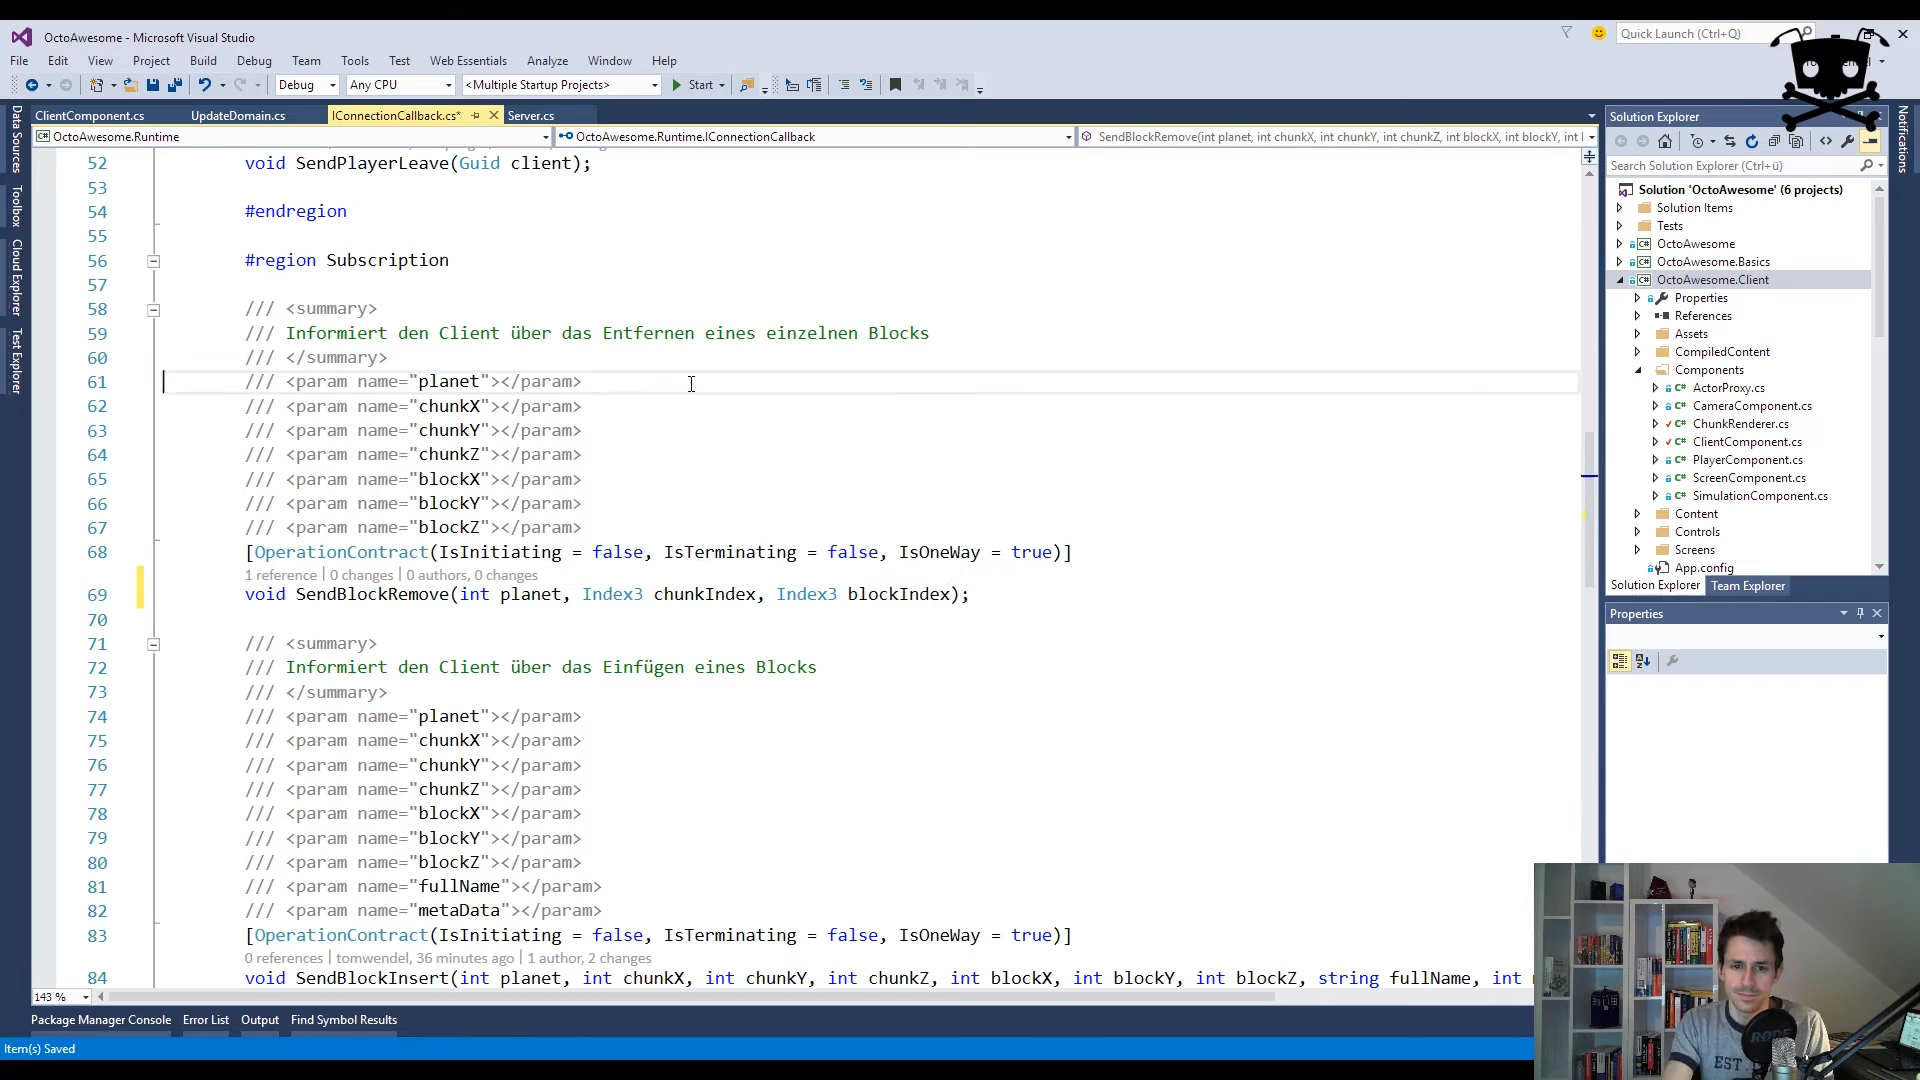 OctoAwesome - Microsoft Visual Studio
Quick Launch (Ctrl+Q)
File Edit View Project Build Debug Team Tools Test Web Essentials Analyze Window Help
Debug Any CPU <Multiple Startup Projects> Start
ClientComponent.cs UpdateDomain.cs IConnectionCallback.cs* Server.cs
OctoAwesome.Runtime OctoAwesome.Runtime.IConnectionCallback SendBlockRemove(int planet, int chunkX, int chunkY, int chunkZ, int blockX, int blockY, int
Data Sources
Toolbox
Cloud Explorer
Test Explorer
52 void SendPlayerLeave(Guid client);
53
54 #endregion
55
56 #region Subscription
57
58 /// <summary>
59 /// Informiert den Client über das Entfernen eines einzelnen Blocks
60 /// </summary>
61 /// <param name="planet"></param>
62 /// <param name="chunkX"></param>
63 /// <param name="chunkY"></param>
64 /// <param name="chunkZ"></param>
65 /// <param name="blockX"></param>
66 /// <param name="blockY"></param>
67 /// <param name="blockZ"></param>
68 [OperationContract(IsInitiating = false, IsTerminating = false, IsOneWay = true)]
1 reference | 0 changes | 0 authors, 0 changes
69 void SendBlockRemove(int planet, Index3 chunkIndex, Index3 blockIndex);
70
71 /// <summary>
72 /// Informiert den Client über das Einfügen eines Blocks
73 /// </summary>
74 /// <param name="planet"></param>
75 /// <param name="chunkX"></param>
76 /// <param name="chunkY"></param>
77 /// <param name="chunkZ"></param>
78 /// <param name="blockX"></param>
79 /// <param name="blockY"></param>
80 /// <param name="blockZ"></param>
81 /// <param name="fullName"></param>
82 /// <param name="metaData"></param>
83 [OperationContract(IsInitiating = false, IsTerminating = false, IsOneWay = true)]
0 references | tomwendel, 36 minutes ago | 1 author, 2 changes
84 void SendBlockInsert(int planet, int chunkX, int chunkY, int chunkZ, int blockX, int blockY, int blockZ, string fullName, int
143 %
Package Manager Console Error List Output Find Symbol Results
Item(s) Saved
Solution Explorer
Search Solution Explorer (Ctrl+ü)
Solution 'OctoAwesome' (6 projects)
Solution Items
Tests
OctoAwesome
OctoAwesome.Basics
OctoAwesome.Client
Properties
References
Assets
CompiledContent
Components
ActorProxy.cs
CameraComponent.cs
ChunkRenderer.cs
ClientComponent.cs
PlayerComponent.cs
ScreenComponent.cs
SimulationComponent.cs
Content
Controls
Screens
App.config
Solution Explorer Team Explorer
Properties
Notifications
RODE
EST